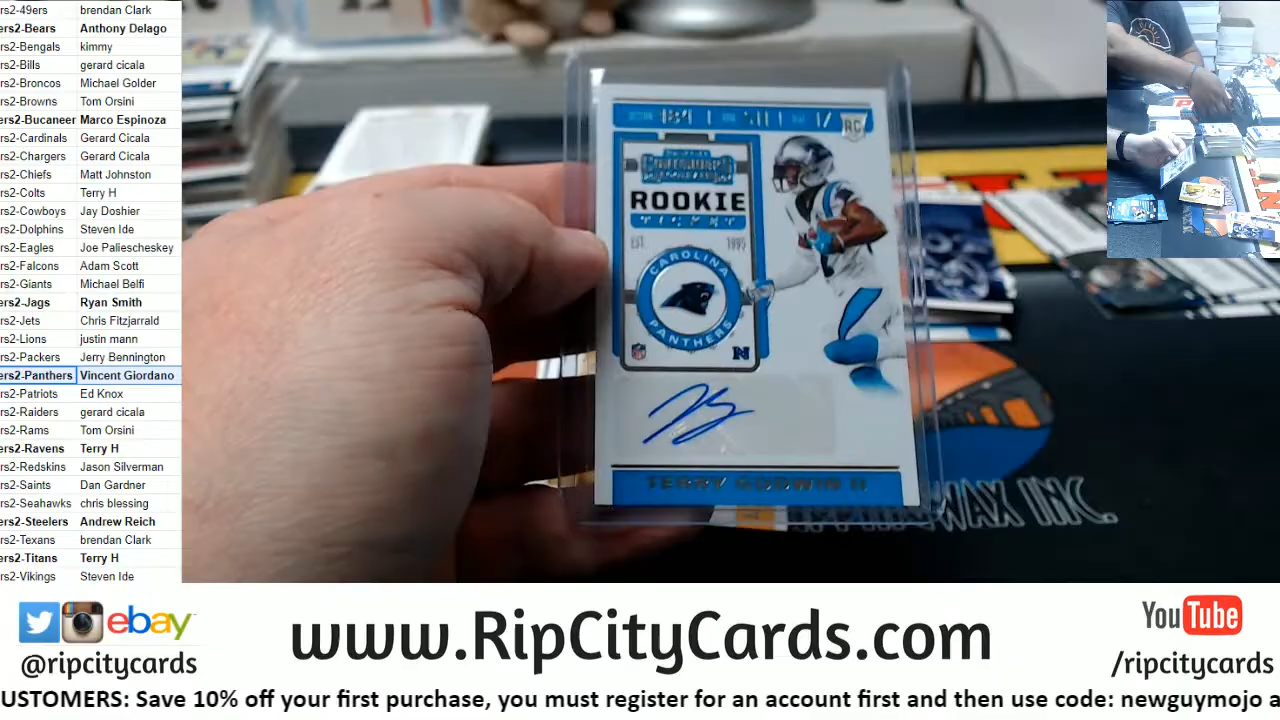 rs2-49ers brendan Clark
ers2-Bears Anthony Delago
rs2-Bengals kimmy
rs2-Bills gerard cicala
rs2-Broncos Michael Golder
rs2-Browns Tom Orsini
ers2-Bucaneer Marco Espinoza
rs2-Cardinals Gerard Cicala
rs2-Chargers Gerard Cicala
rs2-Chiefs Matt Johnston
rs2-Colts Terry H
rs2-Cowboys Jay Doshier
rs2-Dolphins Steven Ide
rs2-Eagles Joe Paliescheskey
rs2-Falcons Adam Scott
rs2-Giants Michael Belfi
ers2-Jags Ryan Smith
rs2-Jets Chris Fitzjarrald
rs2-Lions justin mann
rs2-Packers Jerry Bennington
ers2-Panthers Vincent Giordano
rs2-Patriots Ed Knox
rs2-Raiders gerard cicala
rs2-Rams Tom Orsini
ers2-Ravens Terry H
rs2-Redskins Jason Silverman
rs2-Saints Dan Gardner
rs2-Seahawks chris blessing
ers2-Steelers Andrew Reich
rs2-Texans brendan Clark
ers2-Titans Terry H
rs2-Vikings Steven Ide
RC
CONTENDERS
ROOKIE
TICKET
EST. 1995
CAROLINA
PANTHERS
N
TERRY GODWIN II
WAX INC.
ebay
@ripcitycards
www.RipCityCards.com
YouTube
/ripcitycards
USTOMERS: Save 10% off your first purchase, you must register for an account first and then use code: newguymojo a